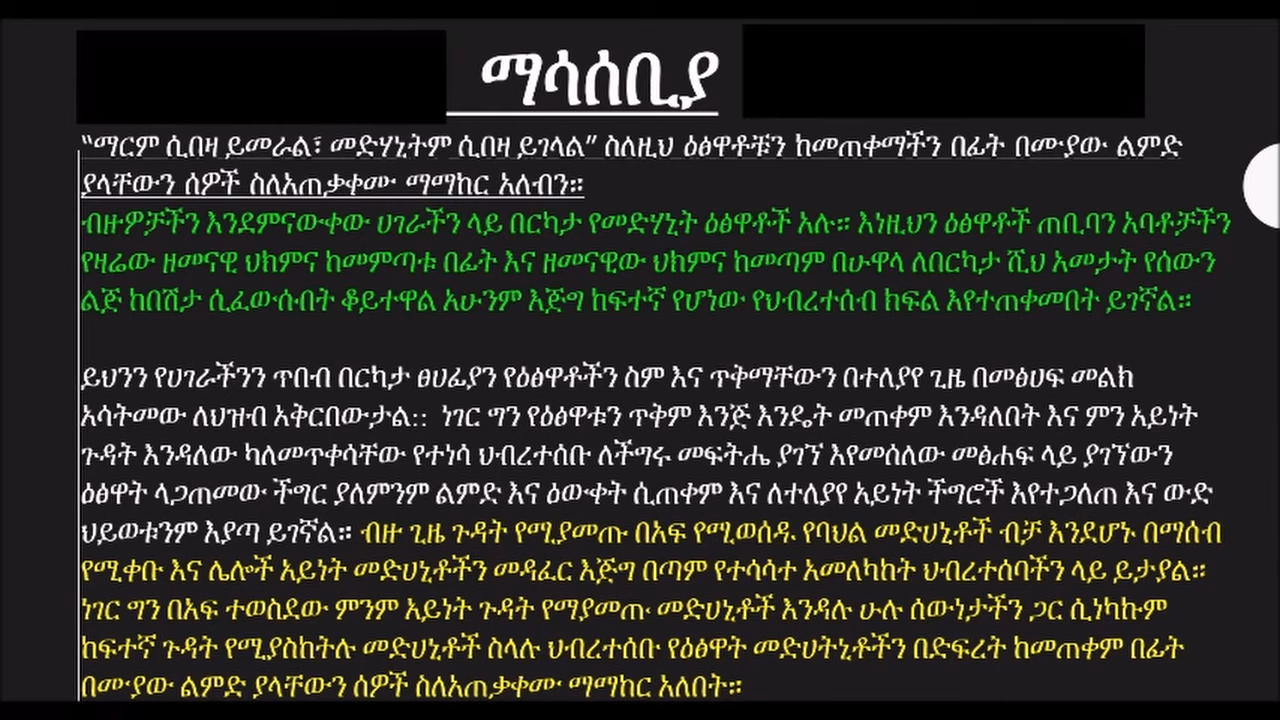 ማሳሰቢያ
“ማርም ሲበዛ ይመራል፣ መድሃኒትም ሲበዛ ይገላል” ስለዚህ ዕፅዋቶቹን ከመጠቀማችን በፊት በሙያው ልምድ
ያላቸውን ሰዎች ስለአጠቃቀሙ ማማከር አለብን።
ብዙዎቻችን እንደምናውቀው ሀገራችን ላይ በርካታ የመድሃኒት ዕፅዋቶች አሉ። እነዚህን ዕፅዋቶች ጠቢባን አባቶቻችን
የዛሬው ዘመናዊ ህክምና ከመምጣቱ በፊት እና ዘመናዊው ህክምና ከመጣም በሁዋላ ለበርካታ ሺህ አመታት የሰውን
ልጅ ከበሽታ ሲፈውሱበት ቆይተዋል አሁንም እጅግ ከፍተኛ የሆነው የህብረተሰብ ክፍል እየተጠቀመበት ይገኛል።
ይህንን የሀገራችንን ጥበብ በርካታ ፀሀፊያን የዕፅዋቶችን ስም እና ጥቅማቸውን በተለያየ ጊዜ በመፅሀፍ መልክ
አሳትመው ለህዝብ አቅርበውታል:: ነገር ግን የዕፅዋቱን ጥቅም እንጅ እንዴት መጠቀም እንዳለበት እና ምን አይነት
ጉዳት እንዳለው ካለመጥቀሳቸው የተነሳ ህብረተሰቡ ለችግሩ መፍትሔ ያገኘ እየመሰለው መፅሐፍ ላይ ያገኘውን
ዕፅዋት ላጋጠመው ችግር ያለምንም ልምድ እና ዕውቀት ሲጠቀም እና ለተለያየ አይነት ችግሮች እየተጋለጠ እና ውድ
ህይወቱንም እያጣ ይገኛል። ብዙ ጊዜ ጉዳት የሚያመጡ በአፍ የሚወሰዱ የባህል መድሀኒቶች ብቻ እንደሆኑ በማሰብ
የሚቀቡ እና ሌሎች አይነት መድሀኒቶችን መዳፈር እጅግ በጣም የተሳሳተ አመለካከት ህብረተሰባችን ላይ ይታያል።
ነገር ግን በአፍ ተወስደው ምንም አይነት ጉዳት የማያመጡ መድሀኒቶች እንዳሉ ሁሉ ሰውነታችን ጋር ሲነካኩም
ከፍተኛ ጉዳት የሚያስከትሉ መድሀኒቶች ስላሉ ህብረተሰቡ የዕፅዋት መድሀትኒቶችን በድፍረት ከመጠቀም በፊት
በሙያው ልምድ ያላቸውን ሰዎች ስለአጠቃቀሙ ማማከር አለበት።